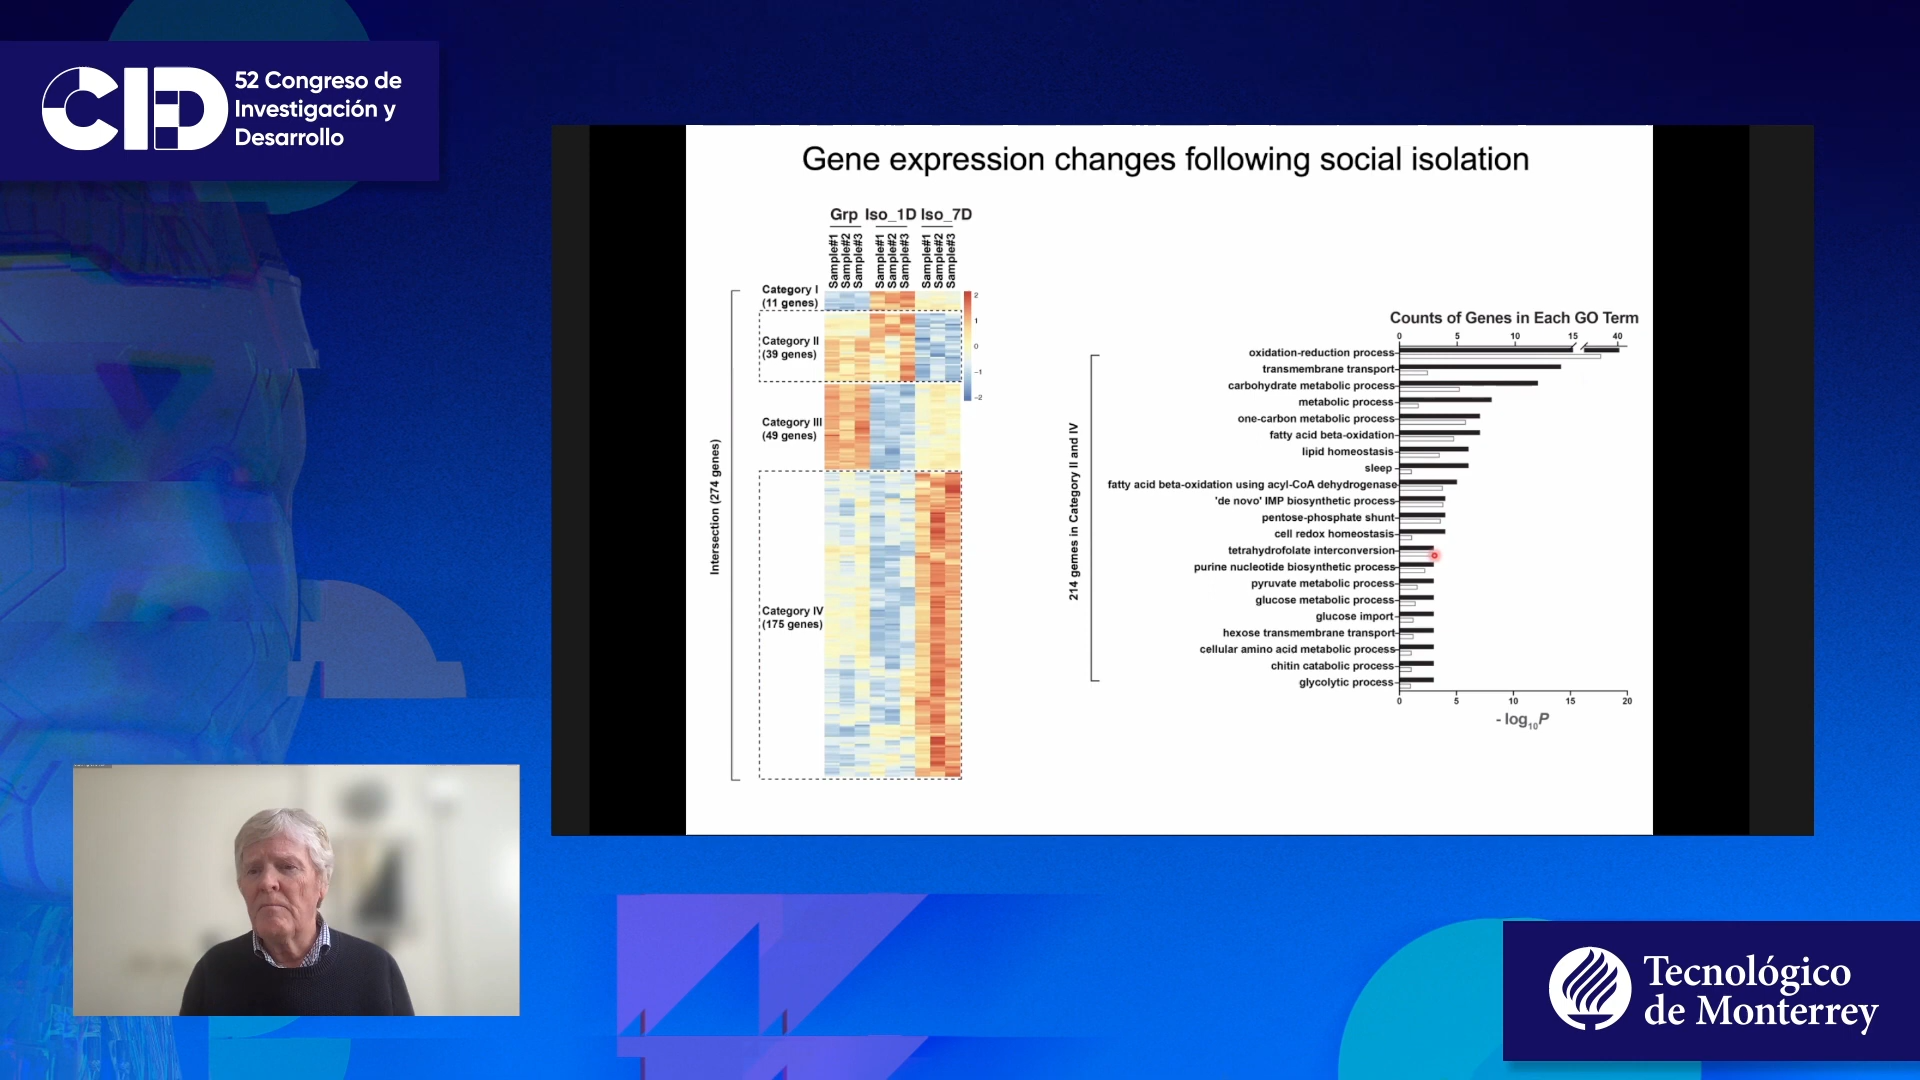 CID
52 Congreso de
Investigación y
Desarrollo
Gene expression changes following social isolation
Grp Iso_1D Iso_7D
Sample#1
Sample#2
Sample#3
Sample#1
Sample#2
Sample#3
Sample#1
Sample#2
Sample#3
Category I
(11 genes)
Category II
(39 genes)
Category III
(49 genes)
Category IV
(175 genes)
Intersection (274 genes)
2
1
0
−1
−2
Counts of Genes in Each GO Term
0 5 10 15 40
oxidation-reduction process
transmembrane transport
carbohydrate metabolic process
metabolic process
one-carbon metabolic process
fatty acid beta-oxidation
lipid homeostasis
sleep
fatty acid beta-oxidation using acyl-CoA dehydrogenase
'de novo' IMP biosynthetic process
pentose-phosphate shunt
cell redox homeostasis
tetrahydrofolate interconversion
purine nucleotide biosynthetic process
pyruvate metabolic process
glucose metabolic process
glucose import
hexose transmembrane transport
cellular amino acid metabolic process
chitin catabolic process
glycolytic process
214 genes in Category II and IV
0 5 10 15 20
- log10P
Tecnológico
de Monterrey